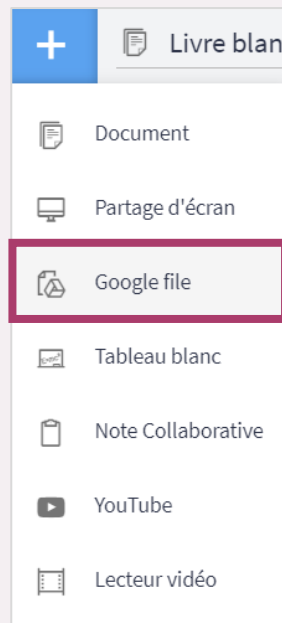 Livre blan
Document
Partage d'écran
Google file
Tableau blanc
Note Collaborative
YouTube
Lecteur vidéo